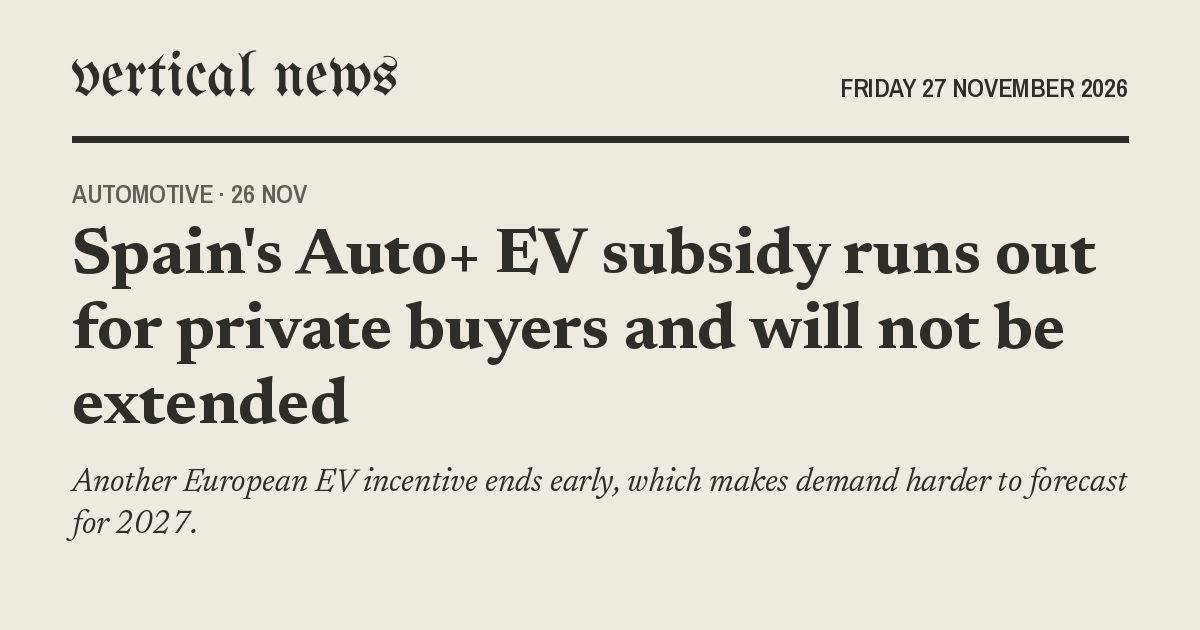 vertical news
FRIDAY 27 NOVEMBER 2026
AUTOMOTIVE · 26 NOV
Spain's Auto+ EV subsidy runs out
for private buyers and will not be
extended
Another European EV incentive ends early, which makes demand harder to forecast
for 2027.